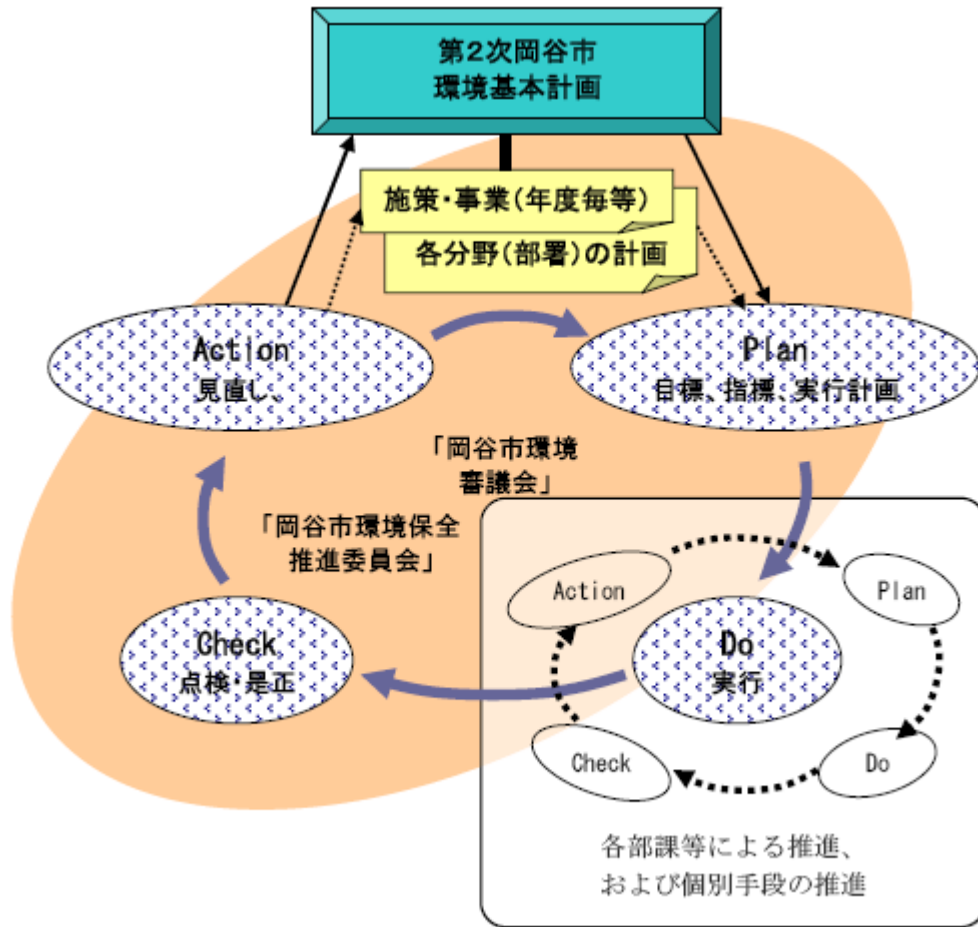 第2次岡谷市
環境基本計画
施策・事業(年度毎等)
各分野(部署)の計画
Action
見直し、
Plan
目標、指標、実行計画
「岡谷市環境
審議会」
「岡谷市環境保全
推進委員会」
Action
Plan
Check
点検・是正
Do
実行
Check
Do
各部課等による推進、
および個別手段の推進